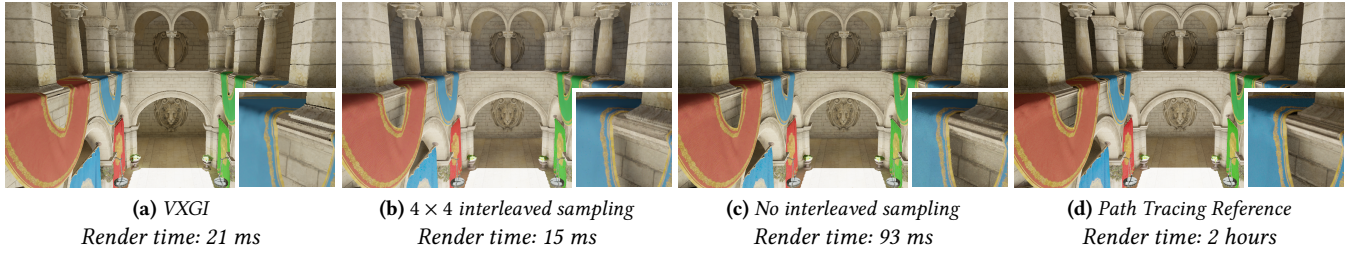 (a) VXGI
Render time: 21 ms
(b) 4 × 4 interleaved sampling
Render time: 15 ms
(c) No interleaved sampling
Render time: 93 ms
(d) Path Tracing Reference
Render time: 2 hours